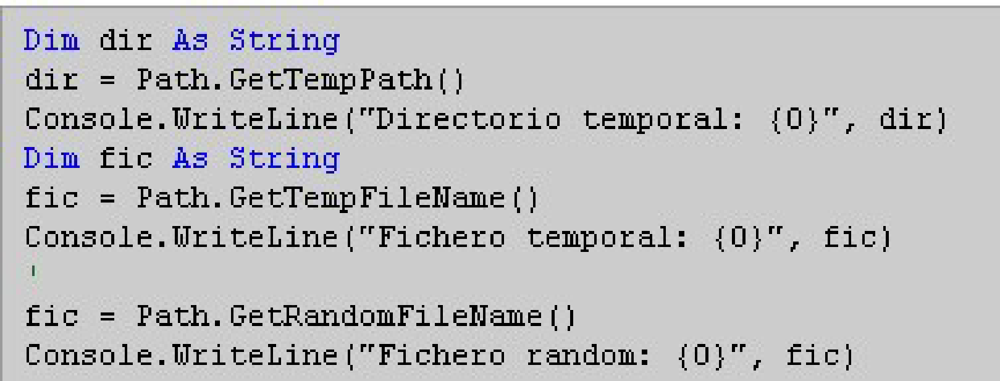 Dim dir As String
dir = Path.GetTempPath()
Console.WriteLine("Directorio temporal: {0}", dir)
Dim fic As String
fic = Path.GetTempFileName()
Console.WriteLine("Fichero temporal: {0}", fic)
'
fic = Path.GetRandomFileName()
Console.WriteLine("Fichero random: {0}", fic)